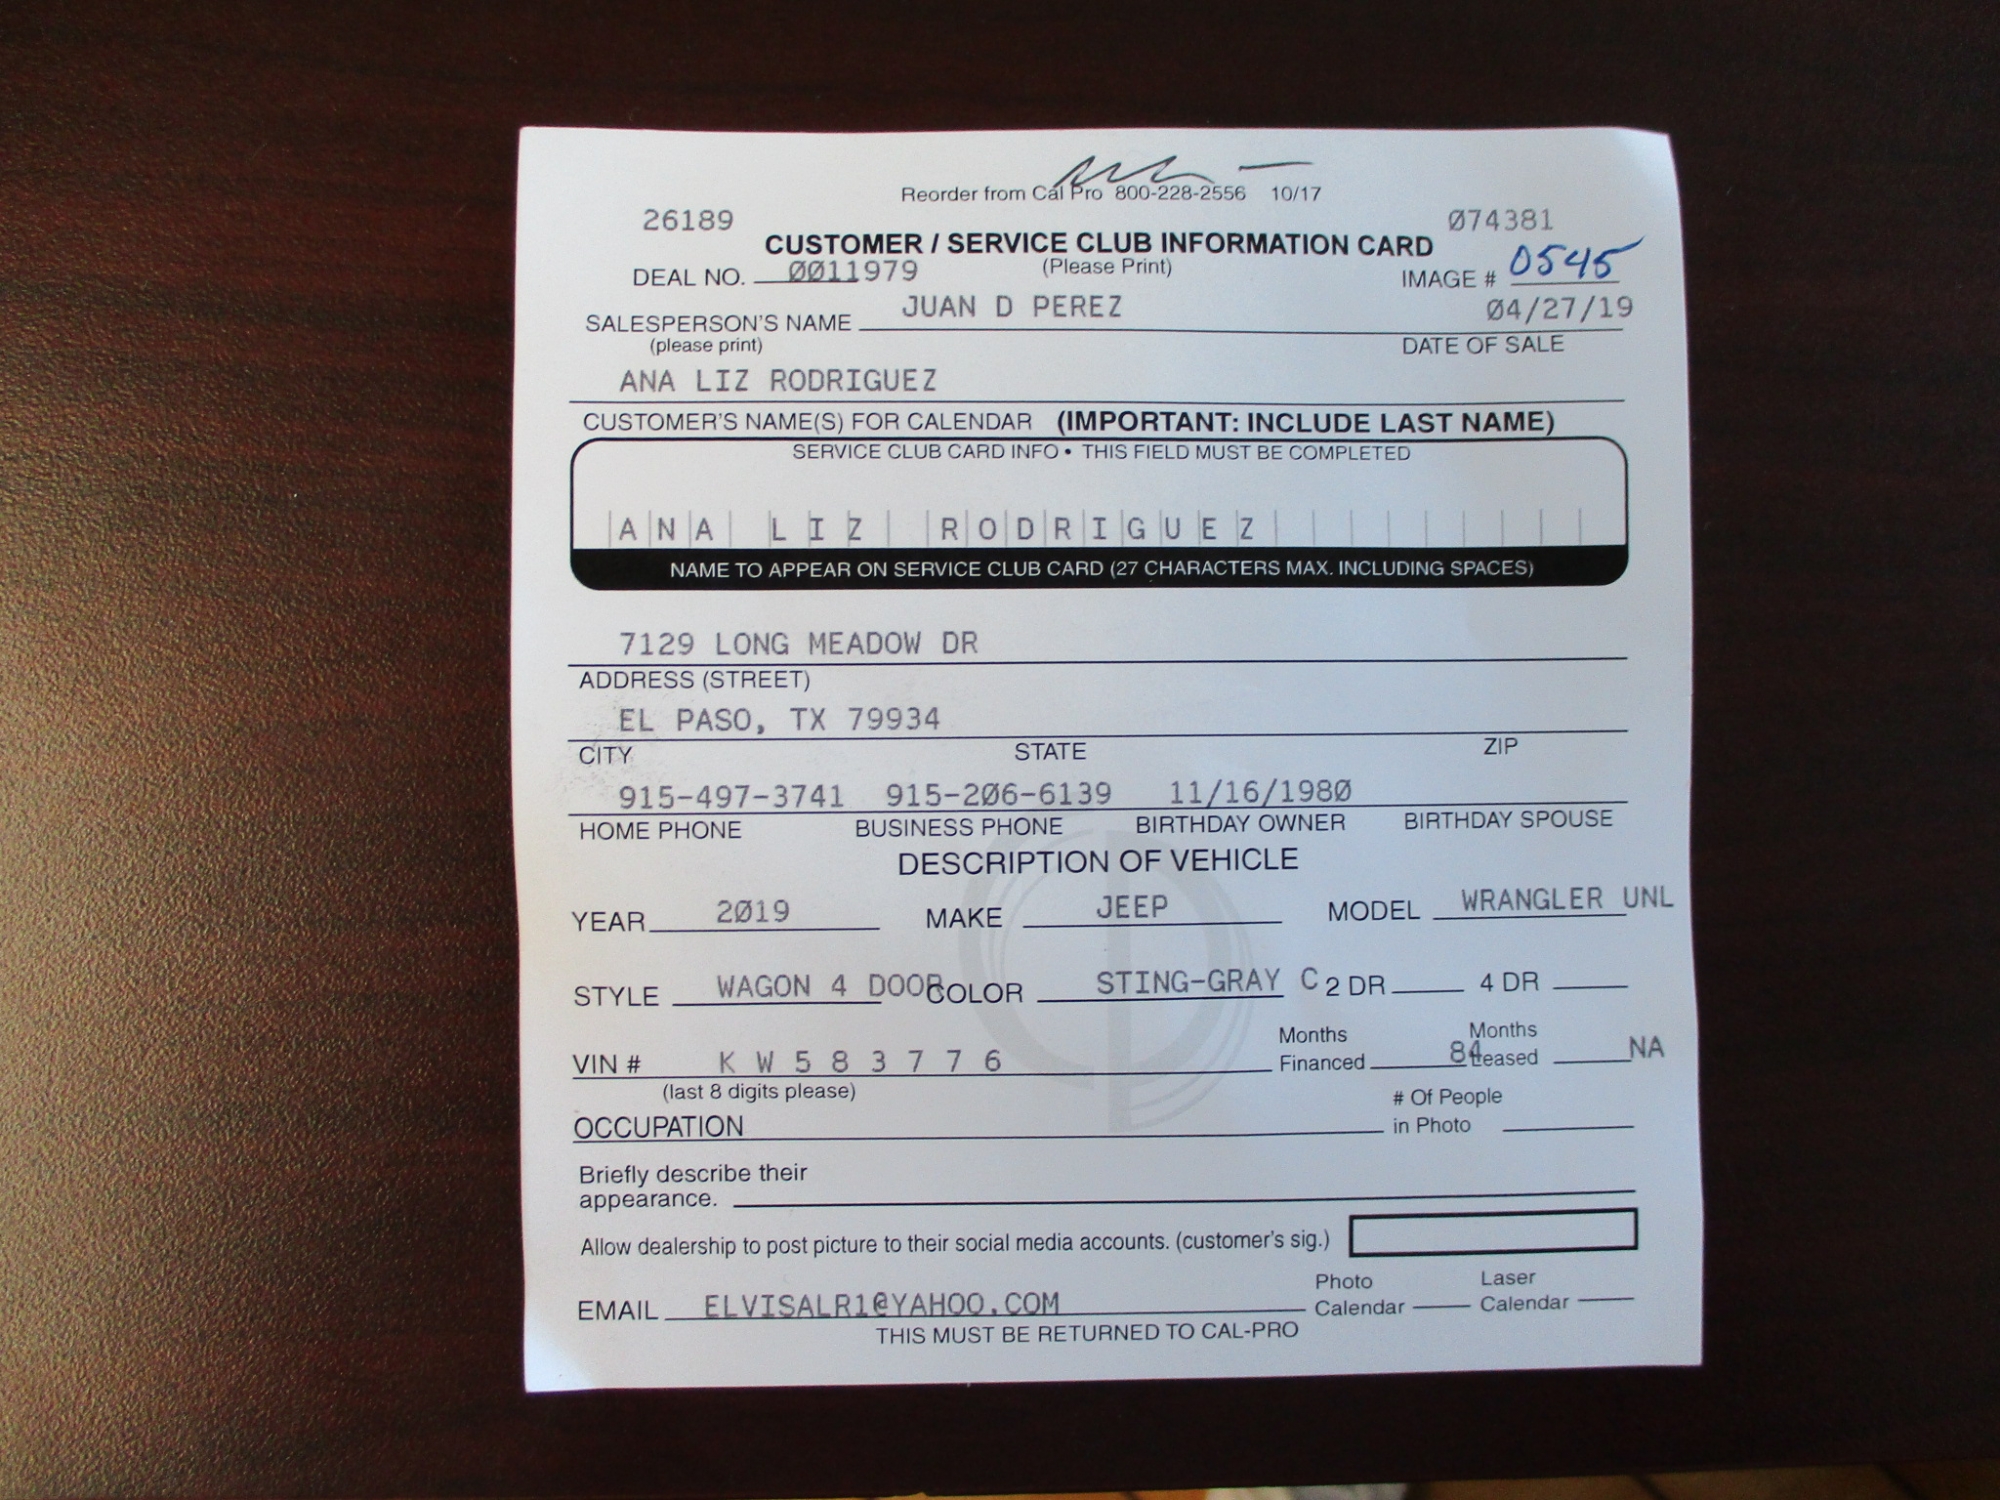 Reorder from Cal Pro 800-228-2556 10/17
26189 Ø74381
CUSTOMER / SERVICE CLUB INFORMATION CARD
DEAL NO. ØØ11979 (Please Print) IMAGE # 0545
SALESPERSON'S NAME JUAN D PEREZ Ø4/27/19
(please print) DATE OF SALE
ANA LIZ RODRIGUEZ
CUSTOMER'S NAME(S) FOR CALENDAR (IMPORTANT: INCLUDE LAST NAME)
SERVICE CLUB CARD INFO • THIS FIELD MUST BE COMPLETED
ANA LIZ RODRIGUEZ
NAME TO APPEAR ON SERVICE CLUB CARD (27 CHARACTERS MAX. INCLUDING SPACES)
7129 LONG MEADOW DR
ADDRESS (STREET)
EL PASO, TX 79934
CITY STATE ZIP
915-497-3741 915-2Ø6-6139 11/16/198Ø
HOME PHONE BUSINESS PHONE BIRTHDAY OWNER BIRTHDAY SPOUSE
DESCRIPTION OF VEHICLE
YEAR 2Ø19 MAKE JEEP MODEL WRANGLER UNL
STYLE WAGON 4 DOOR COLOR STING-GRAY C 2 DR 4 DR
VIN # K W 5 8 3 7 7 6 Months Financed 84 Months Leased NA
(last 8 digits please)
OCCUPATION # Of People in Photo
Briefly describe their
appearance.
Allow dealership to post picture to their social media accounts. (customer's sig.)
EMAIL ELVISALR1@YAHOO.COM Photo Calendar Laser Calendar
THIS MUST BE RETURNED TO CAL-PRO